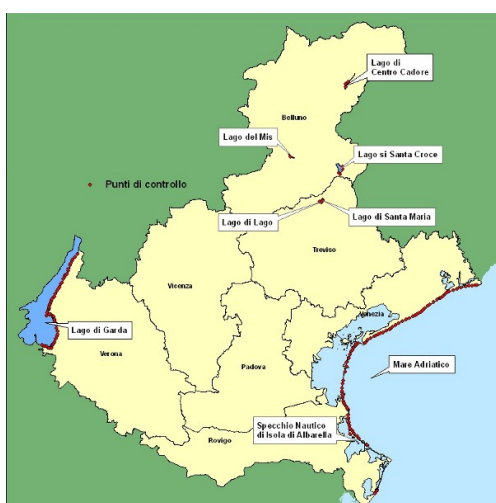 Lago di
Centro Cadore
Belluno
Lago del Mis
Lago si Santa Croce
Punti di controllo
Lago di Lago
Lago di Santa Maria
Treviso
Vicenza
Venezia
Lago di Garda
Verona
Padova
Mare Adriatico
Specchio Nautico
di Isola di Albarella
Rovigo